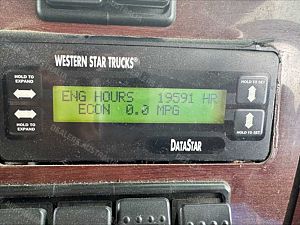 WESTERN STAR TRUCKS®
HOLD TO EXPAND
HOLD TO SET
ENG HOURS 19591 HR
ECON 0.0 MPG
HOLD TO EXPAND
HOLD TO SET
DATASTAR